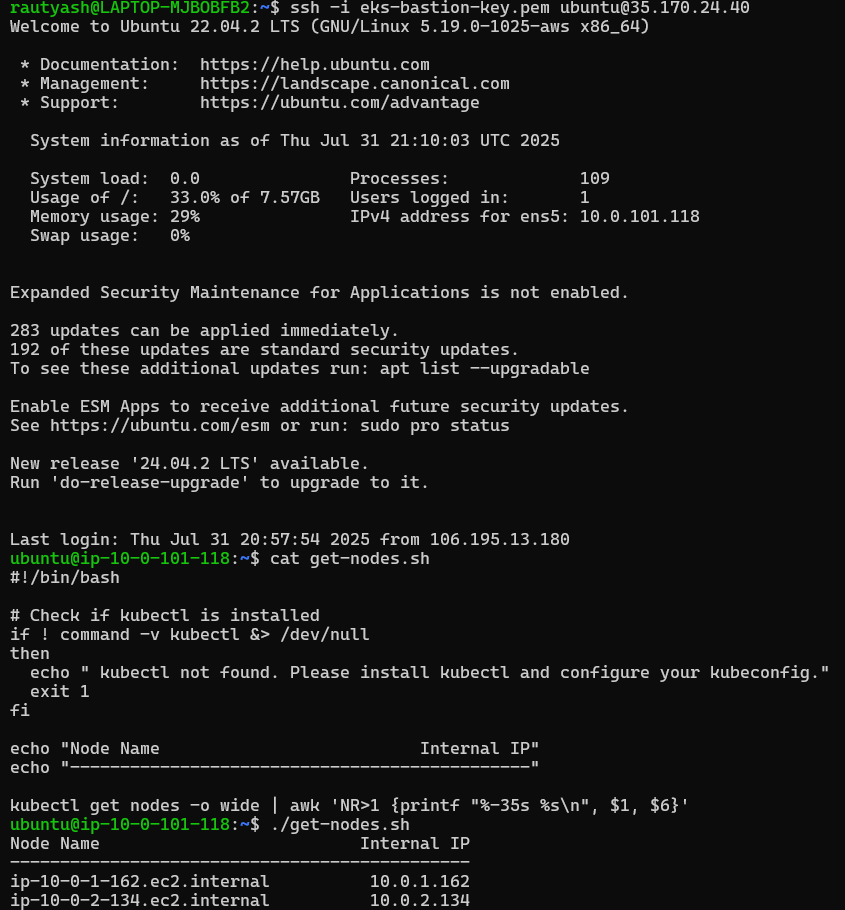 rautyash@LAPTOP-MJBOBFB2:~$ ssh -i eks-bastion-key.pem ubuntu@35.170.24.40
Welcome to Ubuntu 22.04.2 LTS (GNU/Linux 5.19.0-1025-aws x86_64)

 * Documentation:  https://help.ubuntu.com
 * Management:     https://landscape.canonical.com
 * Support:        https://ubuntu.com/advantage

  System information as of Thu Jul 31 21:10:03 UTC 2025

  System load:  0.0               Processes:             109
  Usage of /:   33.0% of 7.57GB   Users logged in:       1
  Memory usage: 29%               IPv4 address for ens5: 10.0.101.118
  Swap usage:   0%


Expanded Security Maintenance for Applications is not enabled.

283 updates can be applied immediately.
192 of these updates are standard security updates.
To see these additional updates run: apt list --upgradable

Enable ESM Apps to receive additional future security updates.
See https://ubuntu.com/esm or run: sudo pro status

New release '24.04.2 LTS' available.
Run 'do-release-upgrade' to upgrade to it.


Last login: Thu Jul 31 20:57:54 2025 from 106.195.13.180
ubuntu@ip-10-0-101-118:~$ cat get-nodes.sh
#!/bin/bash

# Check if kubectl is installed
if ! command -v kubectl &> /dev/null
then
  echo " kubectl not found. Please install kubectl and configure your kubeconfig."
  exit 1
fi

echo "Node Name                          Internal IP"
echo "----------------------------------------------"

kubectl get nodes -o wide | awk 'NR>1 {printf "%-35s %s\n", $1, $6}'
ubuntu@ip-10-0-101-118:~$ ./get-nodes.sh
Node Name                          Internal IP
----------------------------------------------
ip-10-0-1-162.ec2.internal          10.0.1.162
ip-10-0-2-134.ec2.internal          10.0.2.134